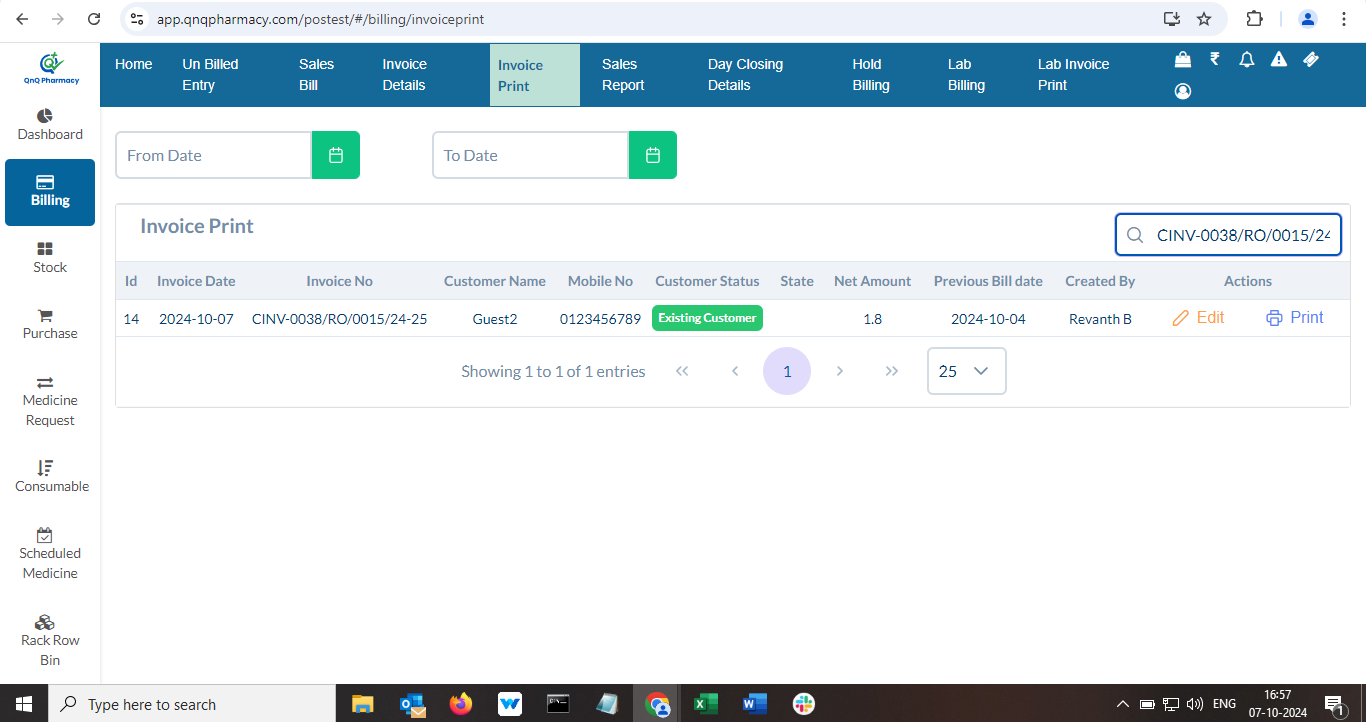 app.qnqpharmacy.com/postest/#/billing/invoiceprint
QnQ Pharmacy
Home
Un Billed Entry
Sales Bill
Invoice Details
Invoice Print
Sales Report
Day Closing Details
Hold Billing
Lab Billing
Lab Invoice Print
Dashboard
Billing
Stock
Purchase
Medicine Request
Consumable
Scheduled Medicine
Rack Row Bin
From Date
To Date
Invoice Print
CINV-0038/RO/0015/24
Id Invoice Date Invoice No Customer Name Mobile No Customer Status State Net Amount Previous Bill date Created By Actions
14 2024-10-07 CINV-0038/RO/0015/24-25 Guest2 0123456789 Existing Customer 1.8 2024-10-04 Revanth B Edit Print
Showing 1 to 1 of 1 entries « ‹ 1 › » 25
Type here to search
ENG
16:57
07-10-2024
1